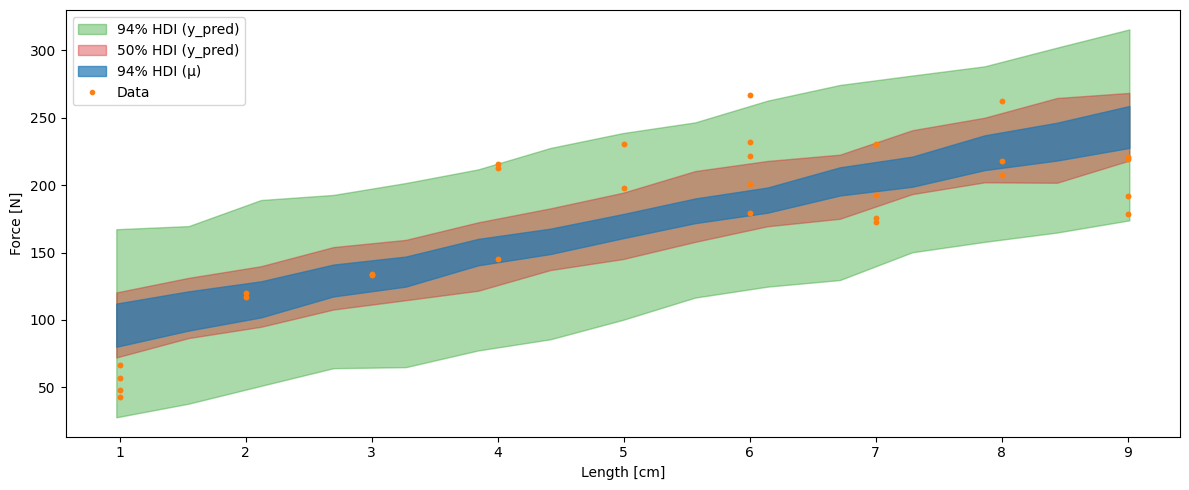 94% HDI (y_pred)
50% HDI (y_pred)
94% HDI (μ)
Data
300
250
200
150
100
50
Force [N]
1 2 3 4 5 6 7 8 9
Length [cm]